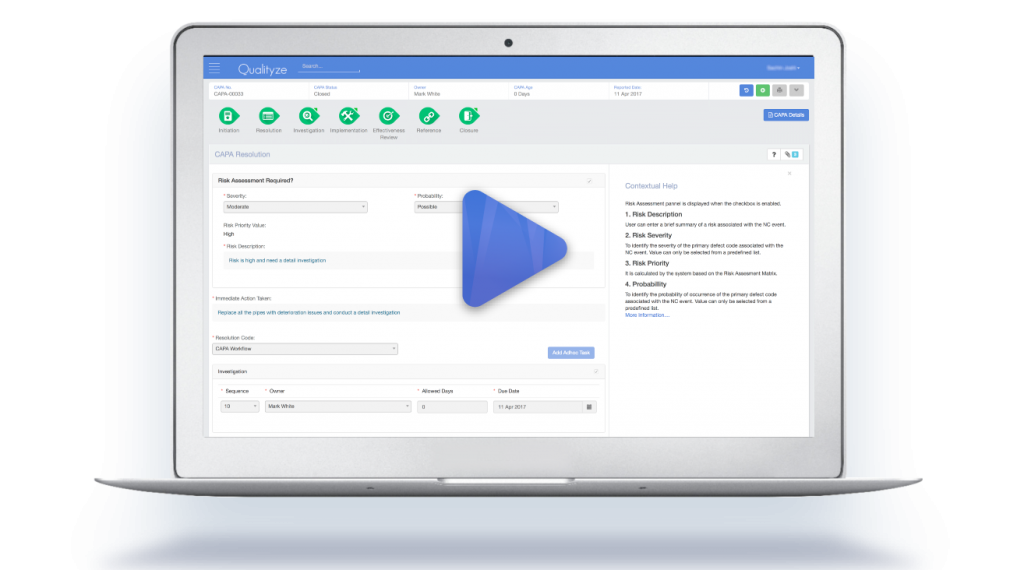 Qualityze
Search...
CAPA No. CAPA Status Owner CAPA Age Reported Date
CAPA-00003 Closed Mark White 0 Days 11 Apr 2017
Initiation Resolution Investigation Implementation Effectiveness Review Reference Closure
CAPA Details
CAPA Resolution
?
Risk Assessment Required?
* Severity: * Probability:
Moderate Possible
Risk Priority Value:
High
* Risk Description:
Risk is high and need a detail investigation
* Immediate Action Taken:
Replace all the pipes with deterioration issues and conduct a detail investigation
* Resolution Code:
CAPA Workflow
Add Adhoc Task
Investigation
* Sequence * Owner * Allowed Days * Due Date
10 Mark White 0 11 Apr 2017
Contextual Help
Risk Assessment pannel is displayed when the checkbox is enabled.
1. Risk Description
User can enter a brief summary of a risk associated with the NC event.
2. Risk Severity
To identify the severity of the primary defect code associated with the
NC event. Value can only be selected from a predefined list.
3. Risk Priority
It is calculated by the system based on the Risk Assessment Matrix.
4. Probability
To identify the probability of occurrence of the primary defect code
associated with the NC event. Value can only be selected from a
predefined list.
More information....